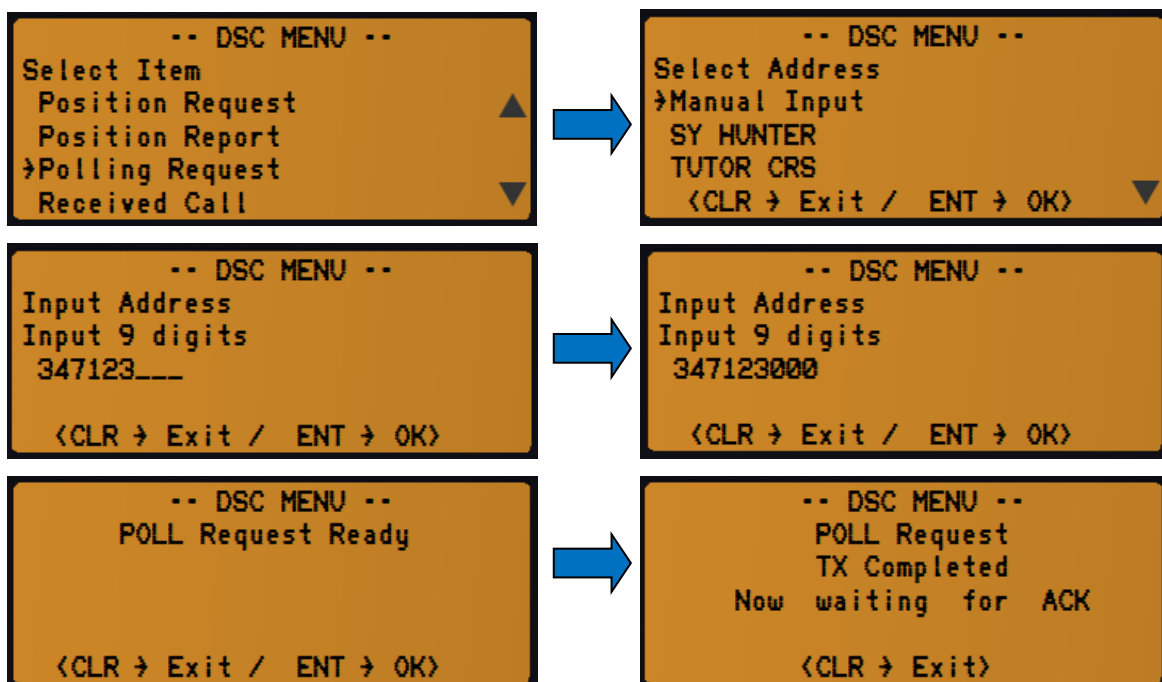 -- DSC MENU --
Select Item
Position Request
Position Report
→Polling Request
Received Call
-- DSC MENU --
Select Address
→Manual Input
SY HUNTER
TUTOR CRS
<CLR → Exit / ENT → OK>
-- DSC MENU --
Input Address
Input 9 digits
347123___
<CLR → Exit / ENT → OK>
-- DSC MENU --
Input Address
Input 9 digits
347123000
<CLR → Exit / ENT → OK>
-- DSC MENU --
POLL Request Ready
<CLR → Exit / ENT → OK>
-- DSC MENU --
POLL Request
TX Completed
Now waiting for ACK
<CLR → Exit>